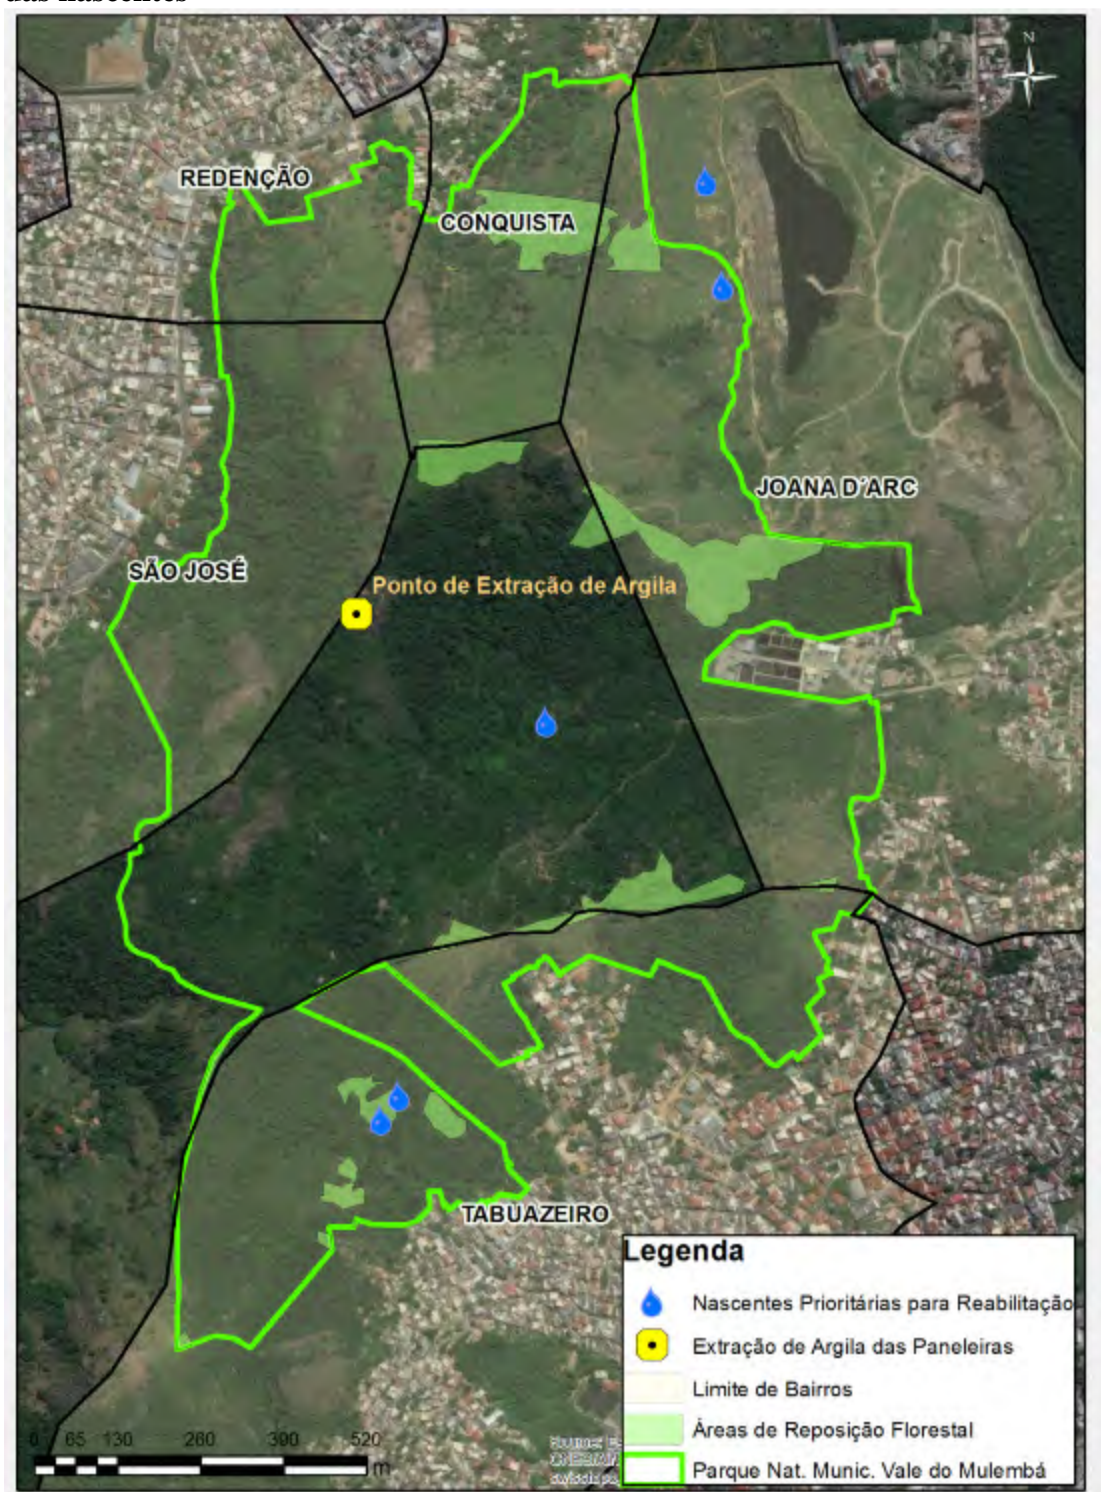 das nascentes
N
REDENÇÃO
CONQUISTA
JOANA D´ARC
SÃO JOSÉ
Ponto de Extração de Argila
TABUAZEIRO
Legenda
Nascentes Prioritárias para Reabilitação
Extração de Argila das Paneleiras
Limite de Bairros
Áreas de Reposição Florestal
Parque Nat. Munic. Vale do Mulembá
0 65 130 260 390 520
m